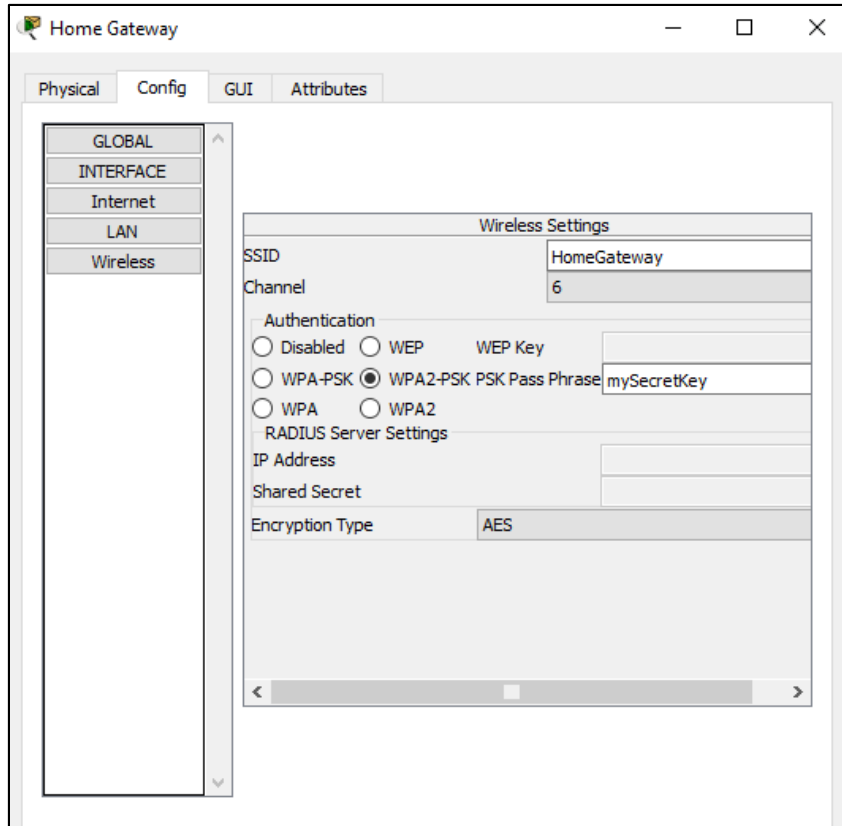 Home Gateway
Physical Config GUI Attributes
GLOBAL
INTERFACE
Internet
LAN
Wireless
Wireless Settings
SSID HomeGateway
Channel 6
Authentication
Disabled WEP WEP Key
WPA-PSK WPA2-PSK PSK Pass Phrase mySecretKey
WPA WPA2
RADIUS Server Settings
IP Address
Shared Secret
Encryption Type AES